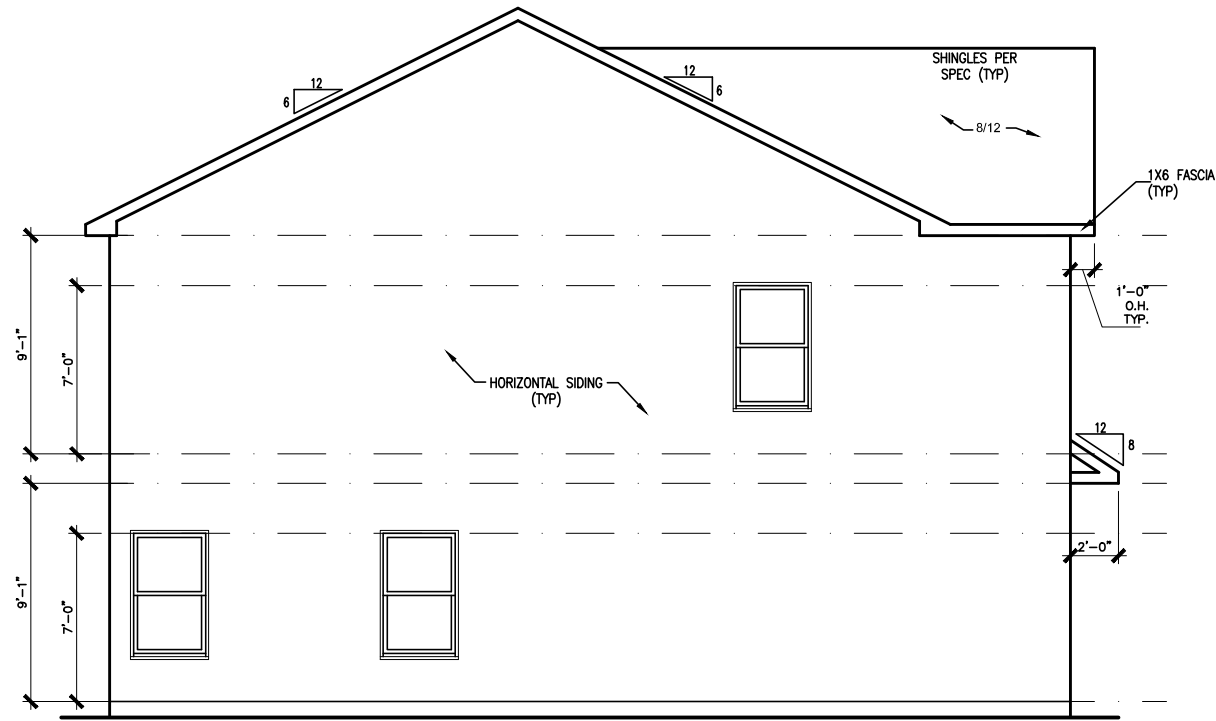 SHINGLES PER
SPEC (TYP)
12
6
12
6
8/12
1X6 FASCIA
(TYP)
1'-0"
O.H.
TYP.
9'-1"
7'-0"
HORIZONTAL SIDING
(TYP)
12
8
2'-0"
9'-1"
7'-0"